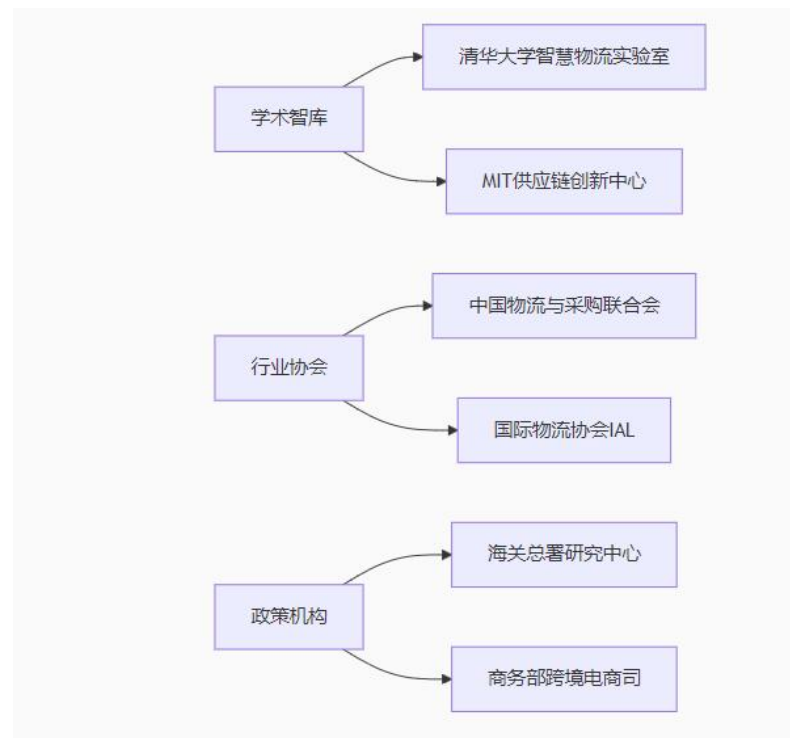 学术智库
清华大学智慧物流实验室
MIT供应链创新中心
行业协会
中国物流与采购联合会
国际物流协会IAL
政策机构
海关总署研究中心
商务部跨境电商司